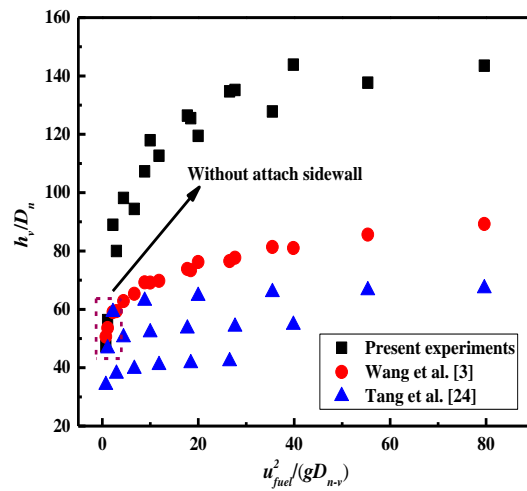 160
140
120
100
80
60
40
20
h_v/D_n
Without attach sidewall
Present experiments
Wang et al. [3]
Tang et al. [24]
0 20 40 60 80
u²_fuel/(gD_n-v)